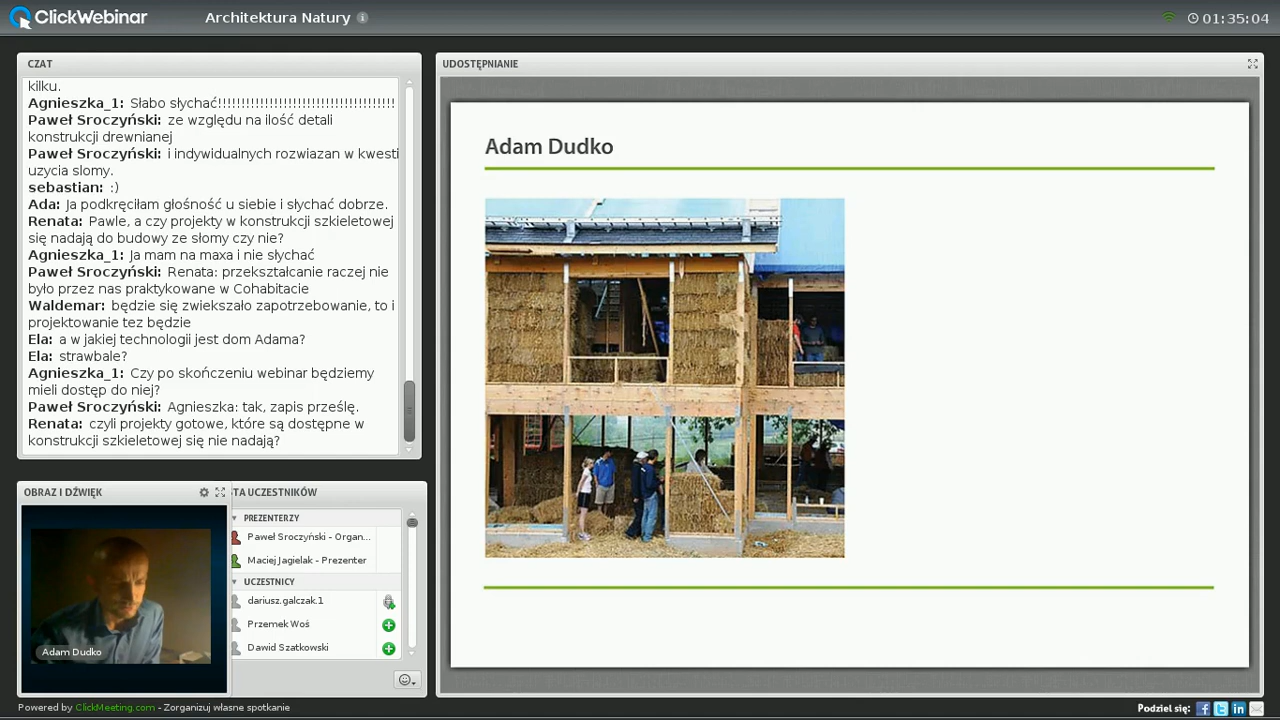 ClickWebinar
Architektura Natury
01:35:04
CZAT
kilku.
Agnieszka_1: Słabo słychać!!!!!!!!!!!!!!!!!!!!!!!!!!!!!!!!!!!!!!!
Paweł Sroczyński: ze względu na ilość detali
konstrukcji drewnianej
Paweł Sroczyński: i indywidualnych rozwiazan w kwesti
uzycia slomy.
sebastian: :)
Ada: Ja podkręciłam głośność u siebie i słychać dobrze.
Renata: Pawle, a czy projekty w konstrukcji szkieletowej
się nadają do budowy ze słomy czy nie?
Agnieszka_1: Ja mam na maxa i nie słychać
Paweł Sroczyński: Renata: przekształcanie raczej nie
było przez nas praktykowane w Cohabitacie
Waldemar: będzie się zwiekszało zapotrzebowanie, to i
projektowanie tez będzie
Ela: a w jakiej technologii jest dom Adama?
Ela: strawbale?
Agnieszka_1: Czy po skończeniu webinar będziemy
mieli dostęp do niej?
Paweł Sroczyński: Agnieszka: tak, zapis prześlę.
Renata: czyli projekty gotowe, które są dostępne w
konstrukcji szkieletowej się nie nadają?
OBRAZ I DŹWIĘK
Adam Dudko
TA UCZESTNIKÓW
PREZENTERZY
Paweł Sroczyński - Organ...
Maciej Jagielak - Prezenter
UCZESTNICY
dariusz.galczak.1
Przemek Woś
Dawid Szatkowski
UDOSTĘPNIANIE
Adam Dudko
Powered by ClickMeeting.com - Zorganizuj własne spotkanie
Podziel się: